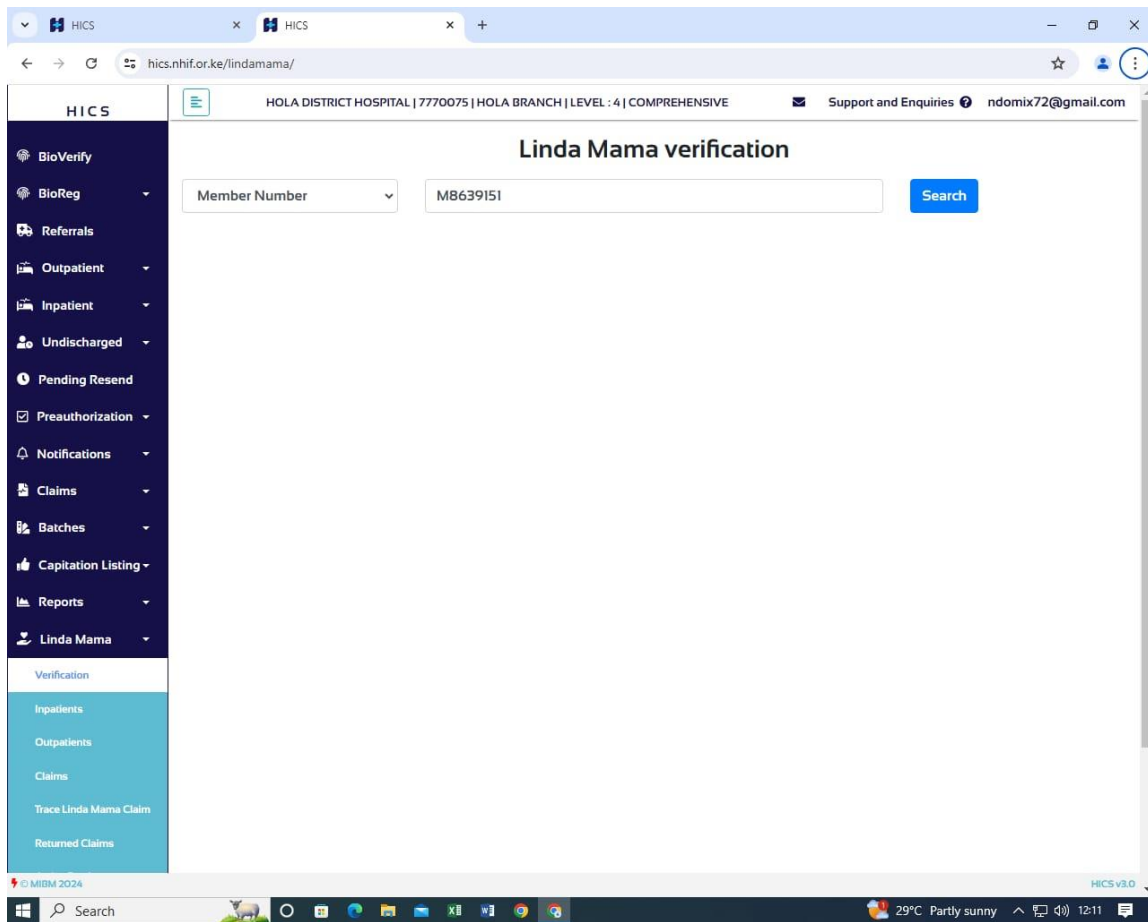 HICS
HICS
hics.nhif.or.ke/lindamama/
HICS
HOLA DISTRICT HOSPITAL | 7770075 | HOLA BRANCH | LEVEL : 4 | COMPREHENSIVE
Support and Enquiries
ndomix72@gmail.com
Linda Mama verification
Member Number
M8639151
Search
BioVerify
BioReg
Referrals
Outpatient
Inpatient
Undischarged
Pending Resend
Preauthorization
Notifications
Claims
Batches
Capitation Listing
Reports
Linda Mama
Verification
Inpatients
Outpatients
Claims
Trace Linda Mama Claim
Returned Claims
© MIBM 2024
HICS v3.0
Search
29°C Partly sunny
12:11